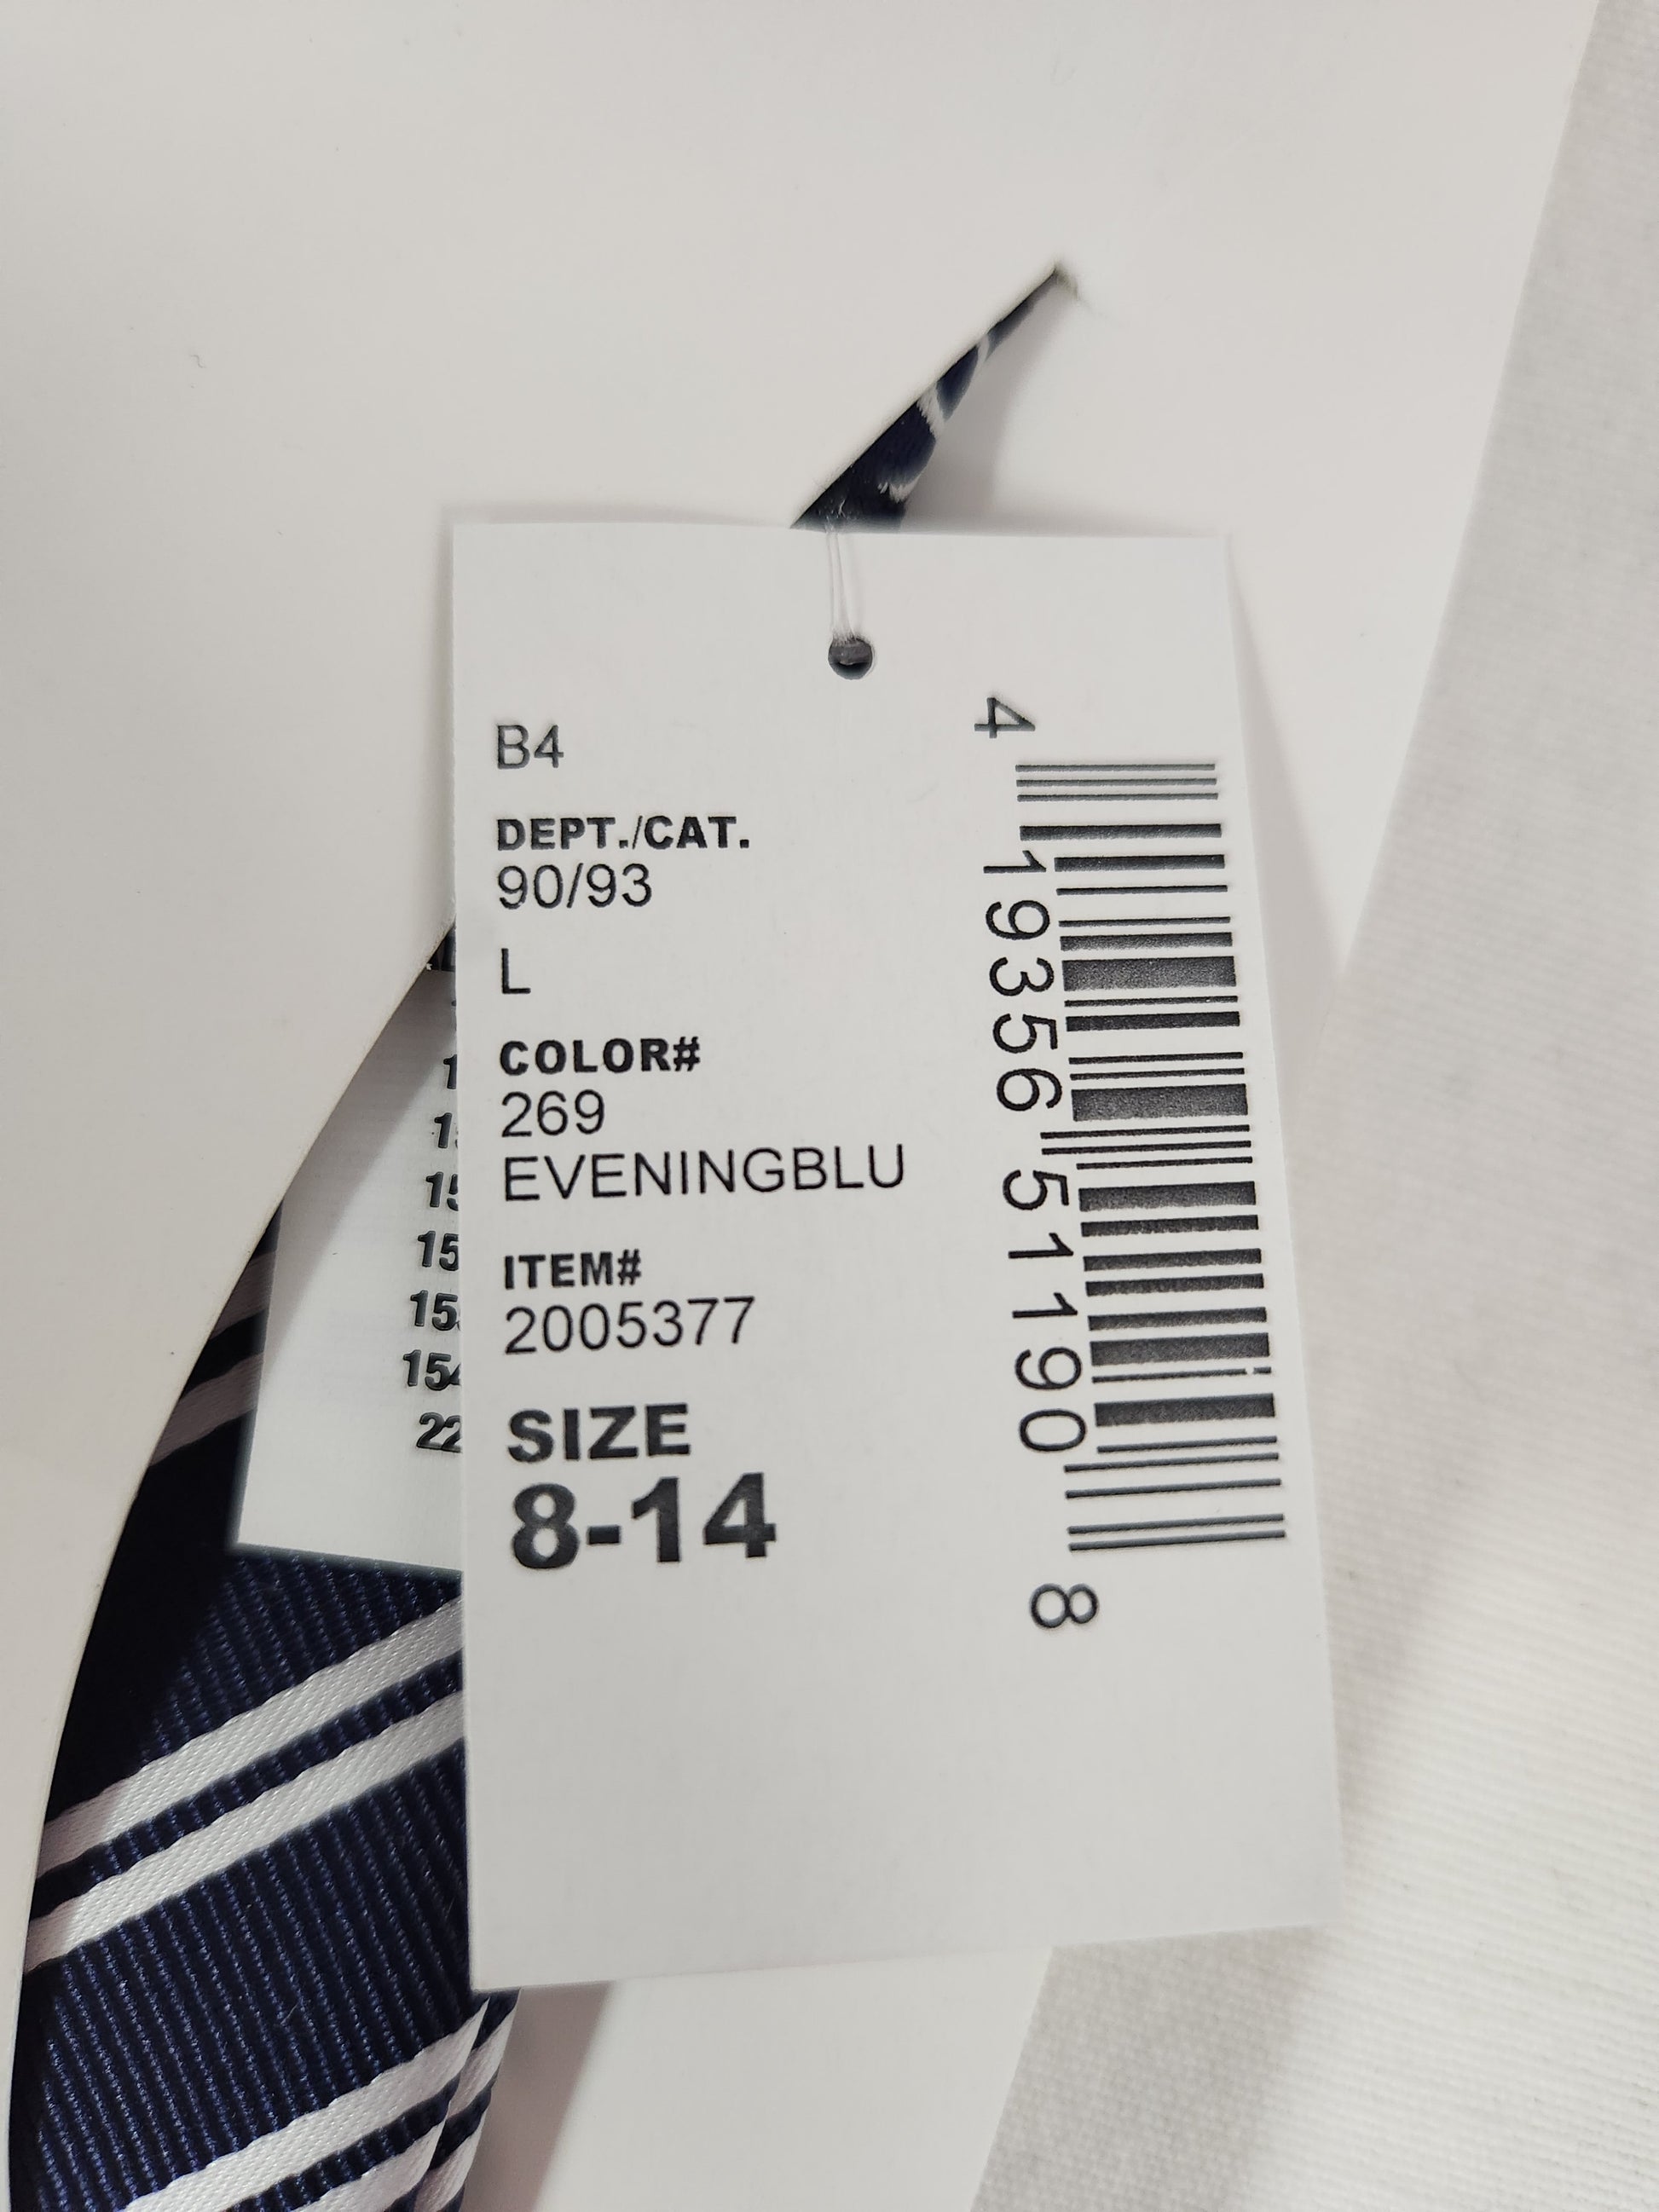 B4
DEPT./CAT.
90/93
L
COLOR#
269
EVENINGBLU
ITEM#
2005377
SIZE
8-14
4 19356 51190 8